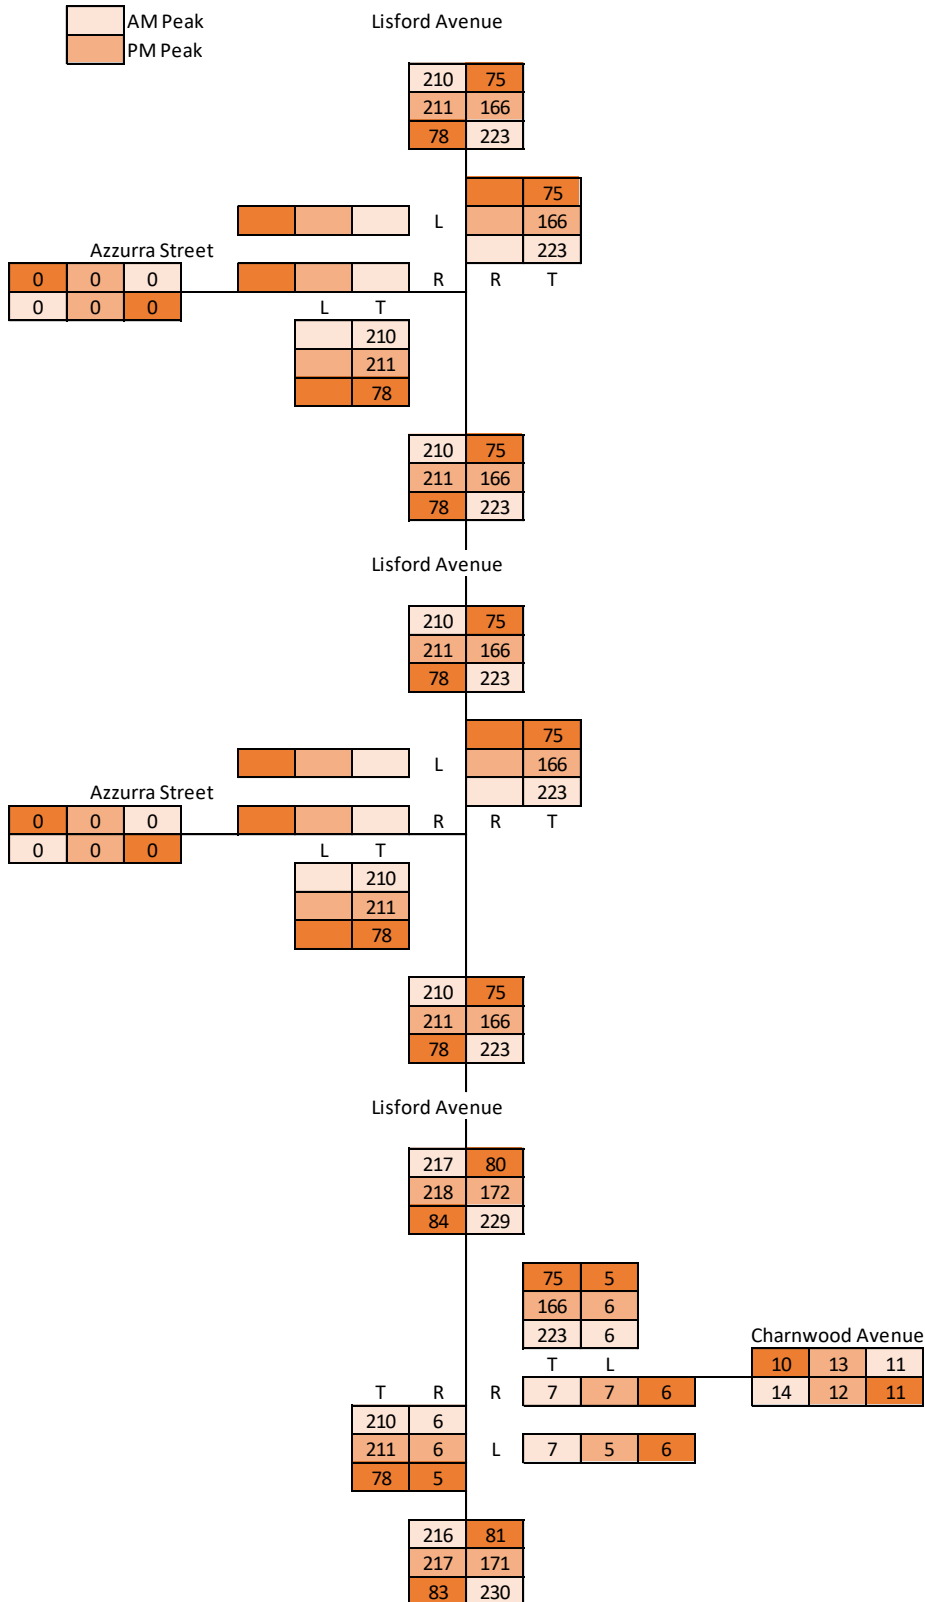 AM Peak
Lisford Avenue
PM Peak
210 75
211 166
78 223
75
L 166
Azzurra Street 223
0 0 0 R R T
0 0 0 L T
210
211
78
210 75
211 166
78 223
Lisford Avenue
210 75
211 166
78 223
75
L 166
Azzurra Street 223
0 0 0 R R T
0 0 0 L T
210
211
78
210 75
211 166
78 223
Lisford Avenue
217 80
218 172
84 229
75 5
166 6
223 6 Charnwood Avenue
T L 10 13 11
T R R 7 7 6 14 12 11
210 6
211 6 L 7 5 6
78 5
216 81
217 171
83 230